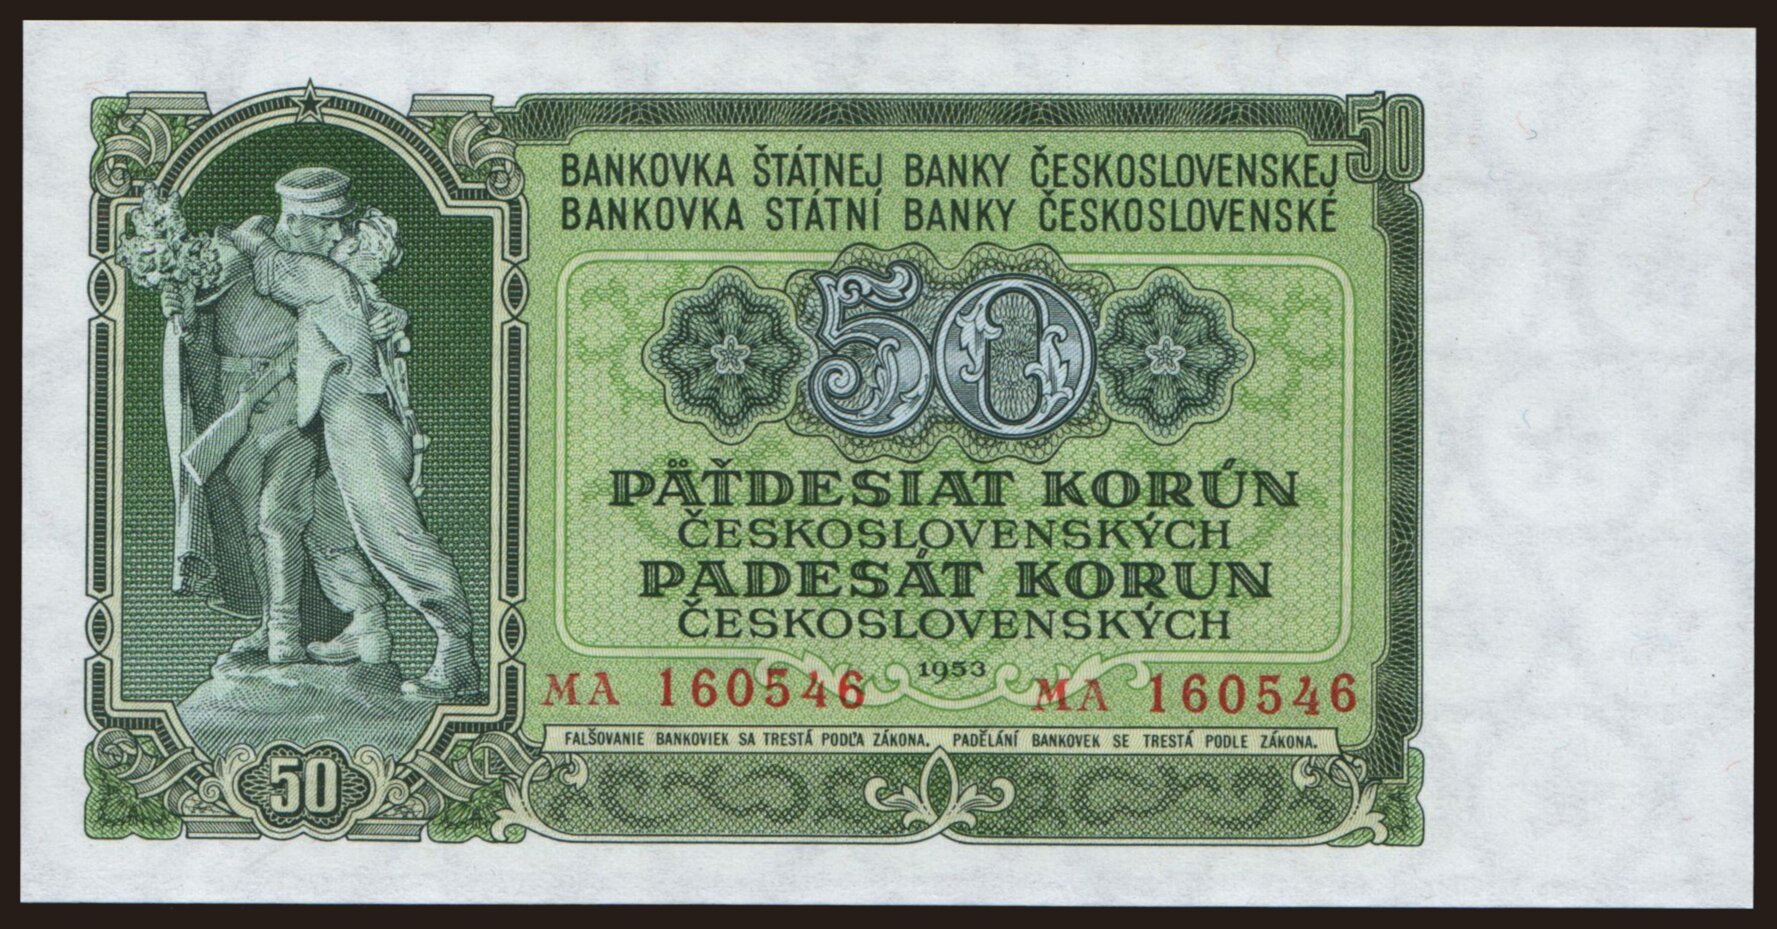 50
BANKOVKA ŠTÁTNEJ BANKY ČESKOSLOVENSKEJ
BANKOVKA STÁTNÍ BANKY ČESKOSLOVENSKÉ
50
PÄŤDESIAT KORÚN
ČESKOSLOVENSKÝCH
PADESÁT KORUN
ČESKOSLOVENSKÝCH
1953
MA 160546 MA 160546
FALŠOVANIE BANKOVIEK SA TRESTÁ PODĽA ZÁKONA. PADĚLÁNÍ BANKOVEK SE TRESTÁ PODLE ZÁKONA.
50